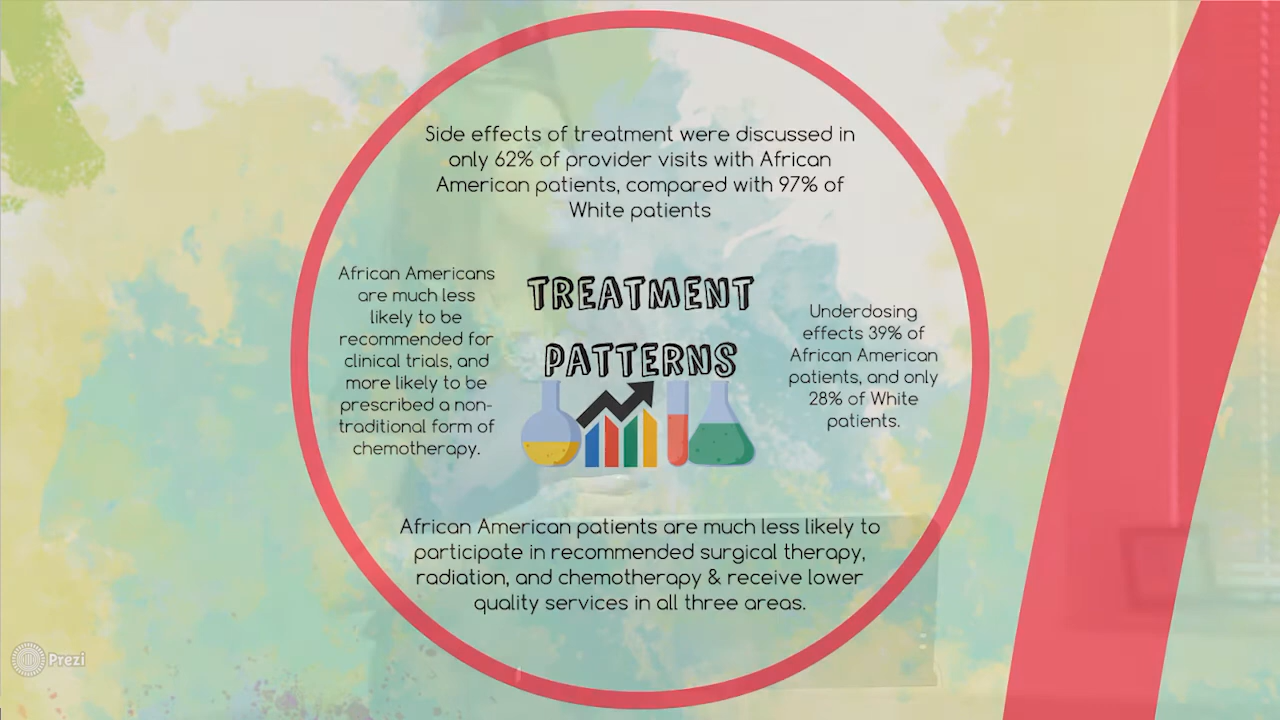 Side effects of treatment were discussed in
only 62% of provider visits with African
American patients, compared with 97% of
White patients
African Americans
are much less
likely to be
recommended for
clinical trials, and
more likely to be
prescribed a non-
traditional form of
chemotherapy.
TREATMENT
PATTERNS
Underdosing
effects 39% of
African American
patients, and only
28% of White
patients.
African American patients are much less likely to
participate in recommended surgical therapy,
radiation, and chemotherapy & receive lower
quality services in all three areas.
Prezi